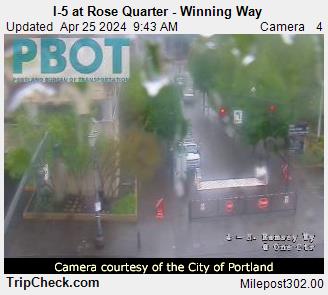 I-5 at Rose Quarter - Winning Way
Updated Apr 25 2024 9:43 AM Camera 4
PBOT
PORTLAND BUREAU OF TRANSPORTATION
Camera courtesy of the City of Portland
TripCheck.com Milepost302.00